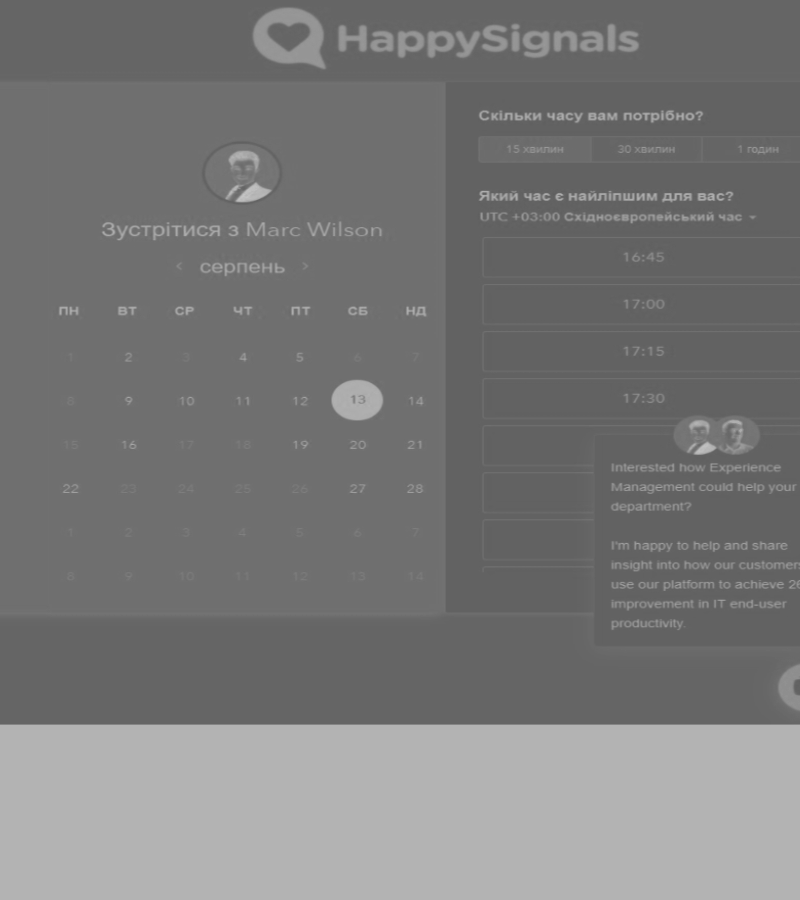 HappySignals
Зустрітися з Marc Wilson
‹ серпень ›
ПН ВТ СР ЧТ ПТ СБ НД
1 2 3 4 5 6 7
8 9 10 11 12 13 14
15 16 17 18 19 20 21
22 23 24 25 26 27 28
1 2 3 4 5 6 7
8 9 10 11 12 13 14
Скільки часу вам потрібно?
15 хвилин 30 хвилин 1 годин
Який час є найліпшим для вас?
UTC +03:00 Східноєвропейський час
16:45
17:00
17:15
17:30
Interested how Experience
Management could help your
department?
I'm happy to help and share
insight into how our customers
use our platform to achieve 26
improvement in IT end-user
productivity.